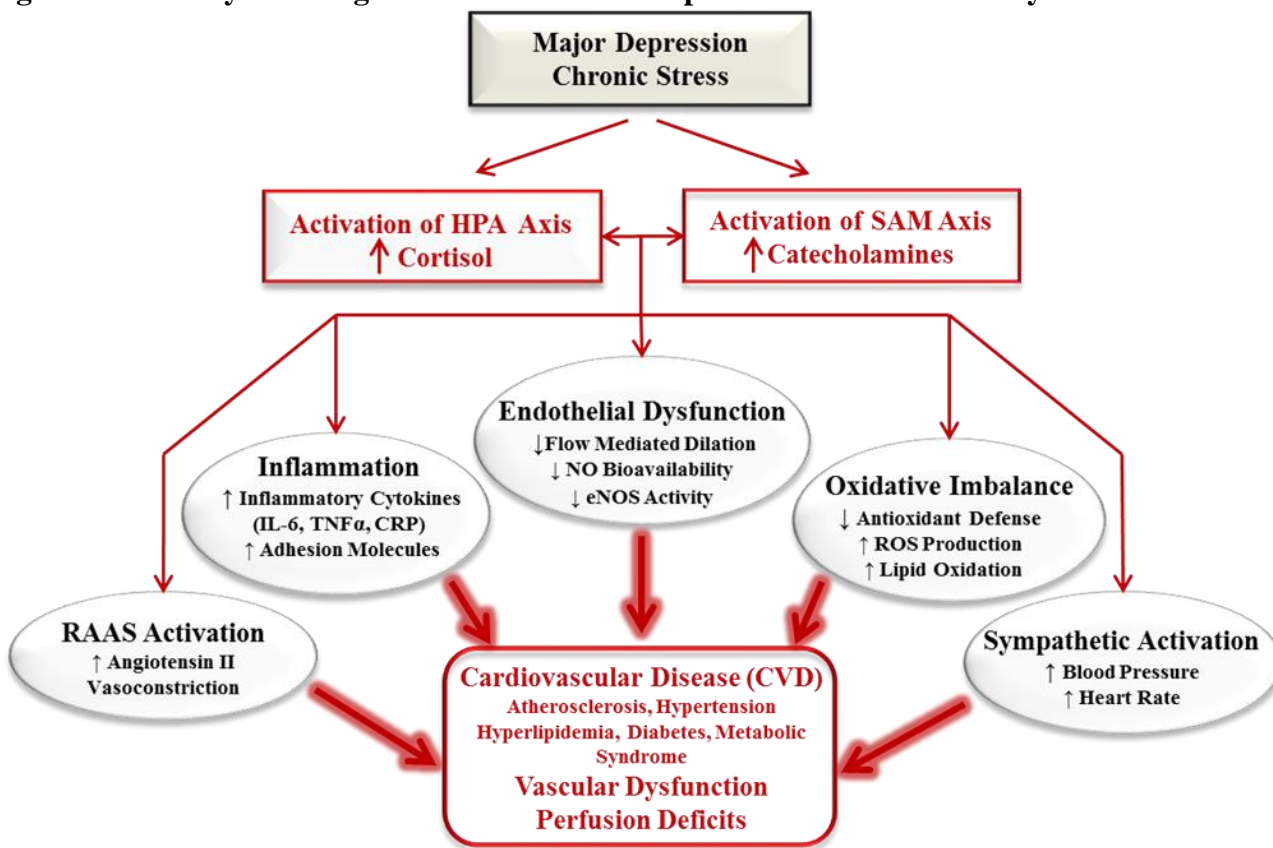 Major Depression
Chronic Stress
Activation of HPA Axis
↑ Cortisol
Activation of SAM Axis
↑ Catecholamines
Endothelial Dysfunction
↓Flow Mediated Dilation
↓ NO Bioavailability
↓ eNOS Activity
Inflammation
↑ Inflammatory Cytokines
(IL-6, TNFα, CRP)
↑ Adhesion Molecules
Oxidative Imbalance
↓ Antioxidant Defense
↑ ROS Production
↑ Lipid Oxidation
RAAS Activation
↑ Angiotensin II
Vasoconstriction
Sympathetic Activation
↑ Blood Pressure
↑ Heart Rate
Cardiovascular Disease (CVD)
Atherosclerosis, Hypertension
Hyperlipidemia, Diabetes, Metabolic
Syndrome
Vascular Dysfunction
Perfusion Deficits